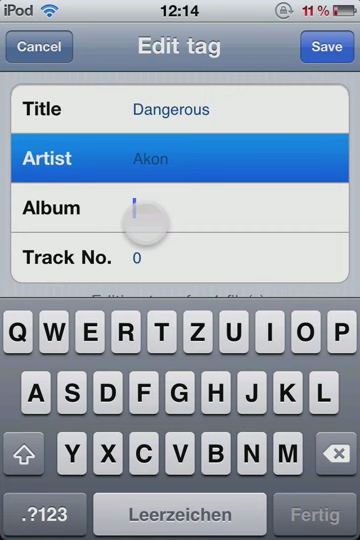 iPod 12:14 11 %
Cancel Edit tag Save
Title Dangerous
Artist Akon
Album
Track No. 0
Q W E R T Z U I O P
A S D F G H J K L
Y X C V B N M
.?123 Leerzeichen Fertig